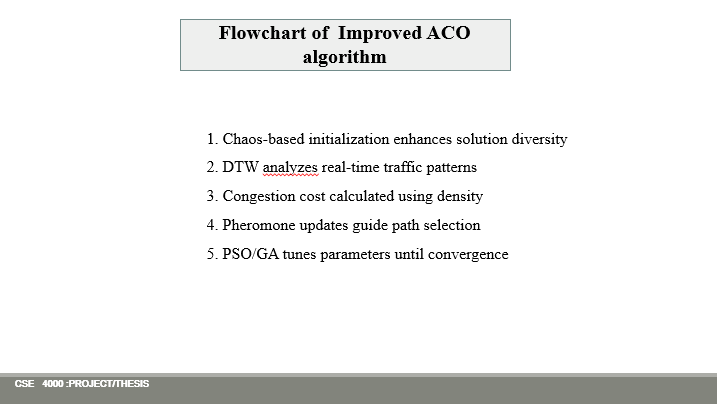 Flowchart of Improved ACO
algorithm
1. Chaos-based initialization enhances solution diversity
2. DTW analyzes real-time traffic patterns
3. Congestion cost calculated using density
4. Pheromone updates guide path selection
5. PSO/GA tunes parameters until convergence
CSE 4000 :PROJECT/THESIS